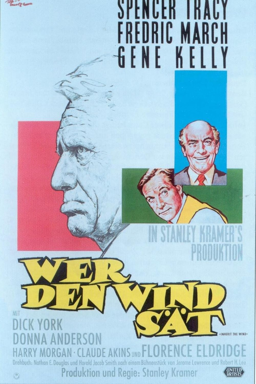 SPENCER TRACY
FREDRIC MARCH
GENE KELLY
IN STANLEY KRAMER'S
PRODUKTION
WER
DEN WIND
SÄT
MIT
DICK YORK
DONNA ANDERSON
HARRY MORGAN · CLAUDE AKINS UND FLORENCE ELDRIDGE
Produktion und Regie: Stanley Kramer